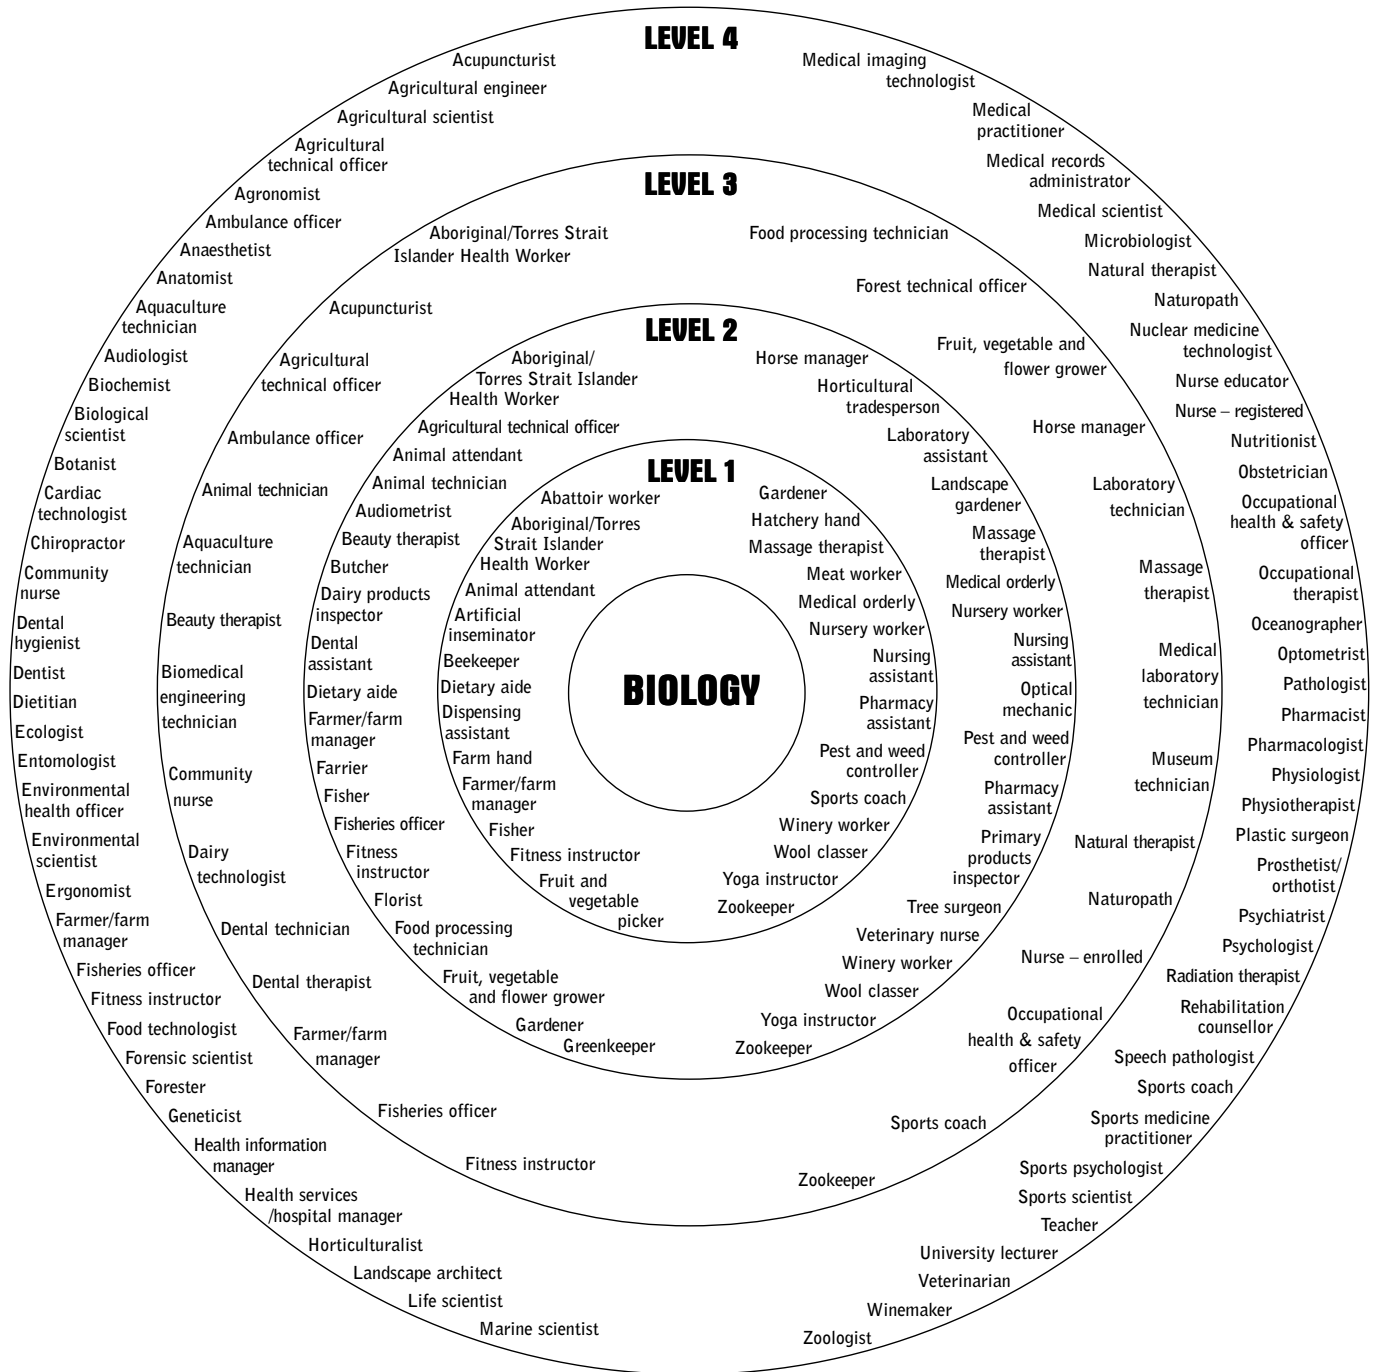 LEVEL 4
Acupuncturist
Agricultural engineer
Agricultural scientist
Agricultural
technical officer
Agronomist
Ambulance officer
Anaesthetist
Anatomist
Aquaculture
technician
Audiologist
Biochemist
Biological
scientist
Botanist
Cardiac
technologist
Chiropractor
Community
nurse
Dental
hygienist
Dentist
Dietitian
Ecologist
Entomologist
Environmental
health officer
Environmental
scientist
Ergonomist
Farmer/farm
manager
Fisheries officer
Fitness instructor
Food technologist
Forensic scientist
Forester
Geneticist
Health information
manager
Health services
/hospital manager
Horticulturalist
Landscape architect
Life scientist
Marine scientist
Medical imaging
technologist
Medical
practitioner
Medical records
administrator
Medical scientist
Microbiologist
Natural therapist
Naturopath
Nuclear medicine
technologist
Nurse educator
Nurse – registered
Nutritionist
Obstetrician
Occupational
health & safety
officer
Occupational
therapist
Oceanographer
Optometrist
Pathologist
Pharmacist
Pharmacologist
Physiologist
Physiotherapist
Plastic surgeon
Prosthetist/
orthotist
Psychiatrist
Psychologist
Radiation therapist
Rehabilitation
counsellor
Speech pathologist
Sports coach
Sports medicine
practitioner
Sports psychologist
Sports scientist
Teacher
University lecturer
Veterinarian
Winemaker
Zoologist
LEVEL 3
Aboriginal/Torres Strait
Islander Health Worker
Acupuncturist
Agricultural
technical officer
Ambulance officer
Animal technician
Aquaculture
technician
Beauty therapist
Biomedical
engineering
technician
Community
nurse
Dairy
technologist
Dental technician
Dental therapist
Farmer/farm
manager
Fisheries officer
Fitness instructor
Food processing technician
Forest technical officer
Fruit, vegetable and
flower grower
Horse manager
Laboratory
technician
Massage
therapist
Medical
laboratory
technician
Museum
technician
Natural therapist
Naturopath
Nurse – enrolled
Occupational
health & safety
officer
Sports coach
Zookeeper
LEVEL 2
Aboriginal/
Torres Strait Islander
Health Worker
Agricultural technical officer
Animal attendant
Animal technician
Audiometrist
Beauty therapist
Butcher
Dairy products
inspector
Dental
assistant
Dietary aide
Farmer/farm
manager
Farrier
Fisher
Fisheries officer
Fitness
instructor
Florist
Food processing
technician
Fruit, vegetable
and flower grower
Gardener
Greenkeeper
Horse manager
Horticultural
tradesperson
Laboratory
assistant
Landscape
gardener
Massage
therapist
Medical orderly
Nursery worker
Nursing
assistant
Optical
mechanic
Pest and weed
controller
Pharmacy
assistant
Primary
products
inspector
Tree surgeon
Veterinary nurse
Winery worker
Wool classer
Yoga instructor
Zookeeper
LEVEL 1
Abattoir worker
Aboriginal/Torres
Strait Islander
Health Worker
Animal attendant
Artificial
inseminator
Beekeeper
Dietary aide
Dispensing
assistant
Farm hand
Farmer/farm
manager
Fisher
Fitness instructor
Fruit and
vegetable
picker
Gardener
Hatchery hand
Massage therapist
Meat worker
Medical orderly
Nursery worker
Nursing
assistant
Pharmacy
assistant
Pest and weed
controller
Sports coach
Winery worker
Wool classer
Yoga instructor
Zookeeper
BIOLOGY